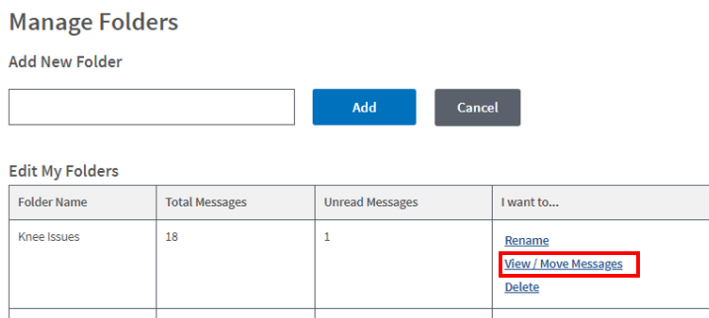 Manage Folders
Add New Folder
Add Cancel
Edit My Folders
Folder Name Total Messages Unread Messages I want to...
Knee Issues 18 1 Rename
View / Move Messages
Delete